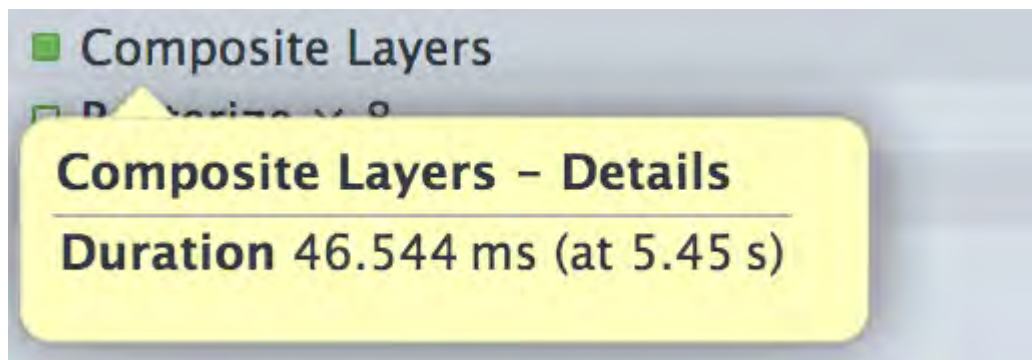 Composite Layers
Composite Layers – Details
Duration 46.544 ms (at 5.45 s)